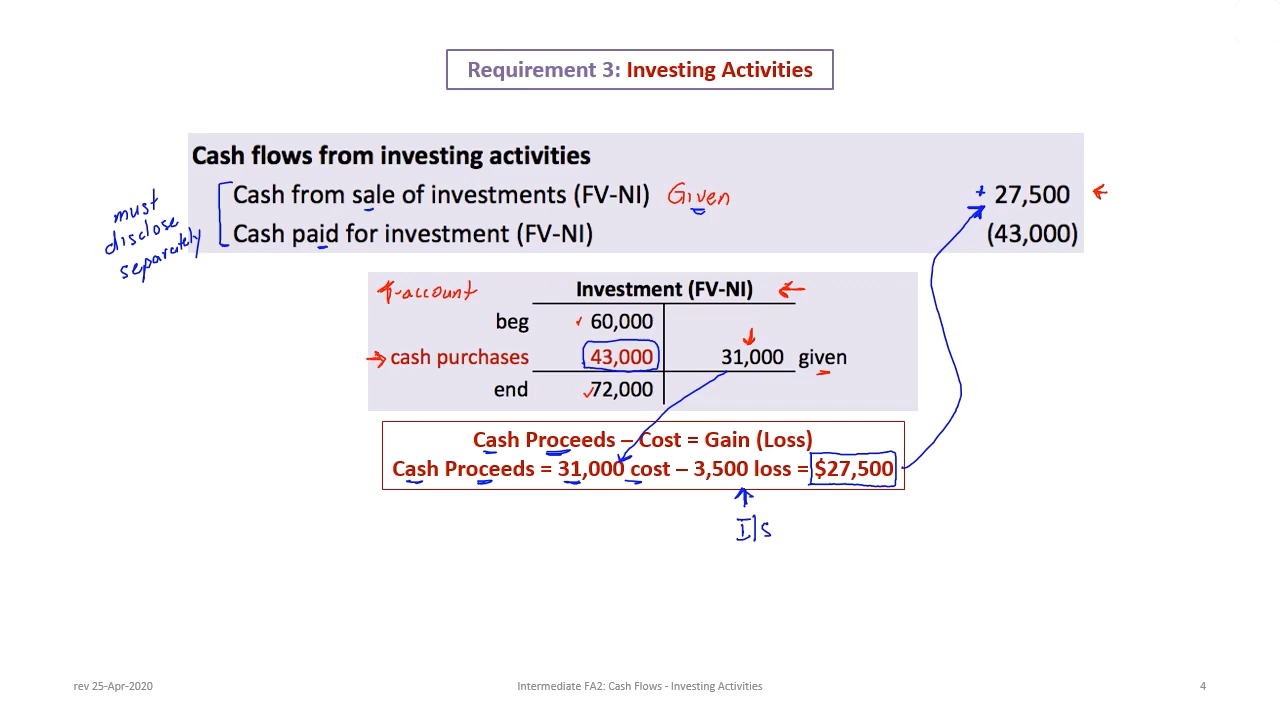 Requirement 3: Investing Activities
Cash flows from investing activities
Cash from sale of investments (FV-NI) Given + 27,500
Cash paid for investment (FV-NI) (43,000)
must
disclose
separately
T-account Investment (FV-NI)
beg 60,000
cash purchases 43,000 31,000 given
end 72,000
Cash Proceeds – Cost = Gain (Loss)
Cash Proceeds = 31,000 cost – 3,500 loss = $27,500
I/S
rev 25-Apr-2020 Intermediate FA2: Cash Flows - Investing Activities 4